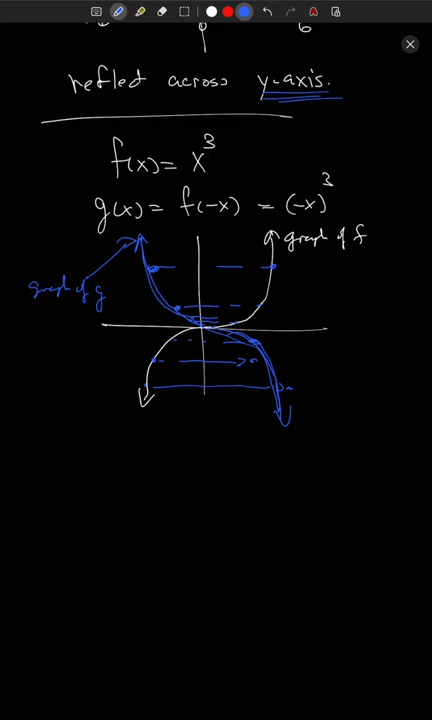 reflect across y-axis.
f(x) = x³
g(x) = f(-x) = (-x)³
graph of f
graph of g